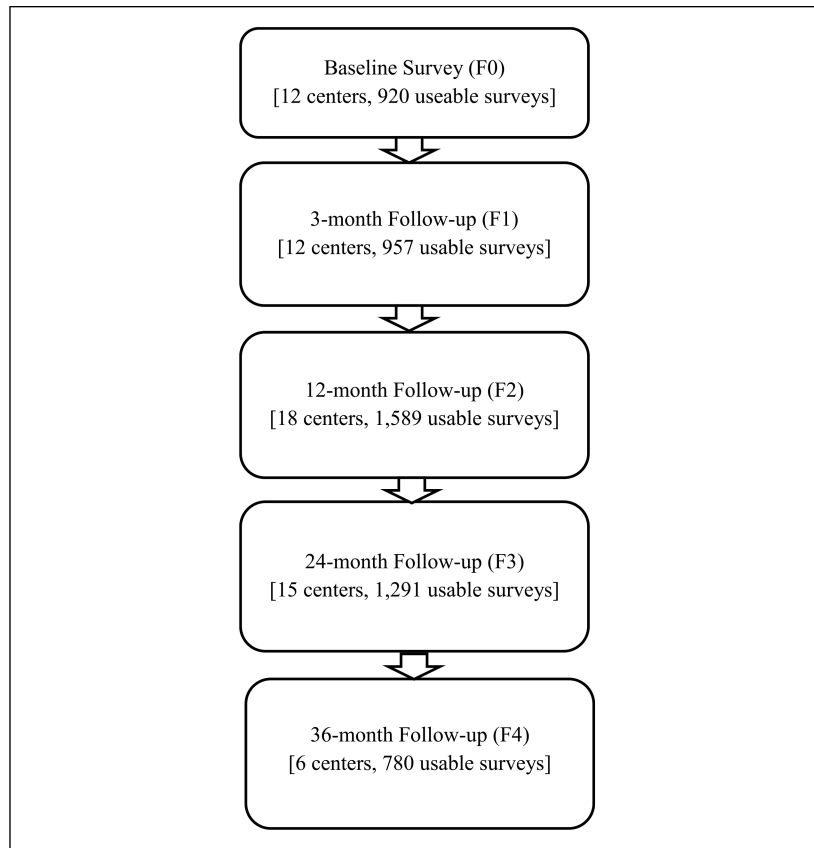 Baseline Survey (F0)
[12 centers, 920 useable surveys]
3-month Follow-up (F1)
[12 centers, 957 usable surveys]
12-month Follow-up (F2)
[18 centers, 1,589 usable surveys]
24-month Follow-up (F3)
[15 centers, 1,291 usable surveys]
36-month Follow-up (F4)
[6 centers, 780 usable surveys]